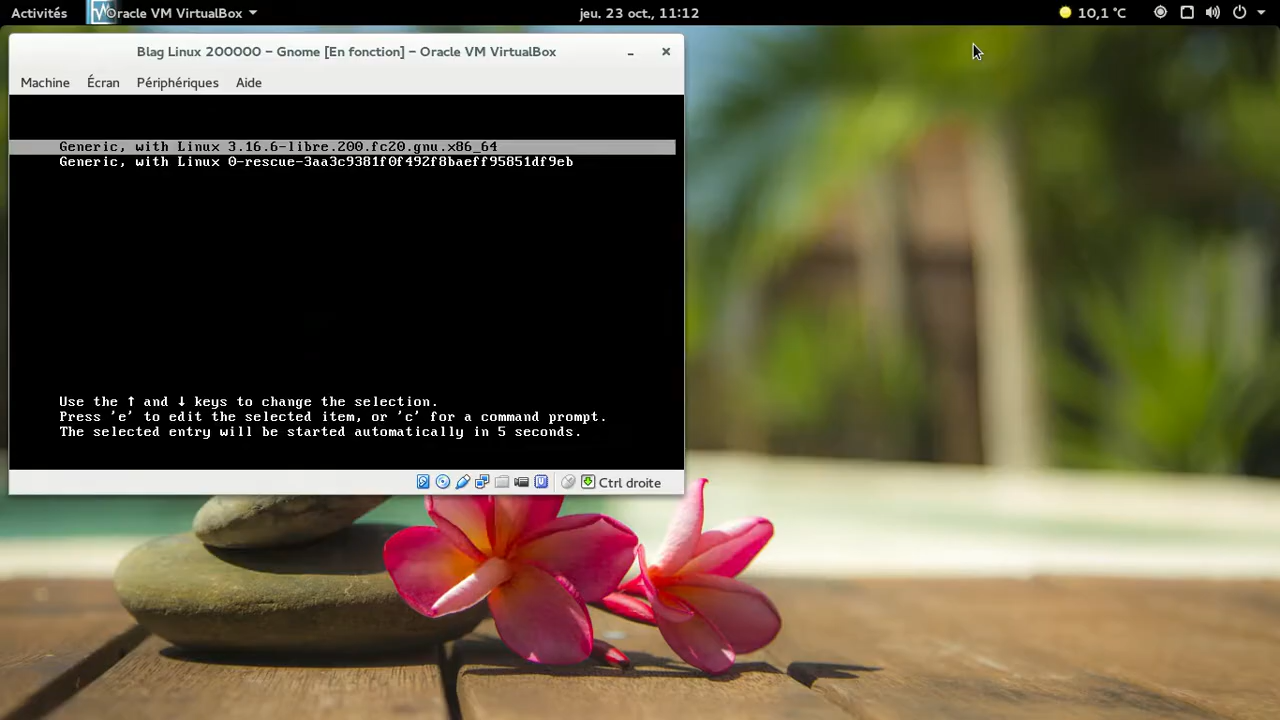 Activités
Oracle VM VirtualBox
jeu. 23 oct., 11:12
10,1 °C
Blag Linux 200000 – Gnome [En fonction] – Oracle VM VirtualBox
Machine Écran Périphériques Aide
Generic, with Linux 3.16.6-libre.200.fc20.gnu.x86_64
Generic, with Linux 0-rescue-3aa3c9381f0f492f8baeff95851df9eb
Use the ↑ and ↓ keys to change the selection.
Press 'e' to edit the selected item, or 'c' for a command prompt.
The selected entry will be started automatically in 5 seconds.
Ctrl droite